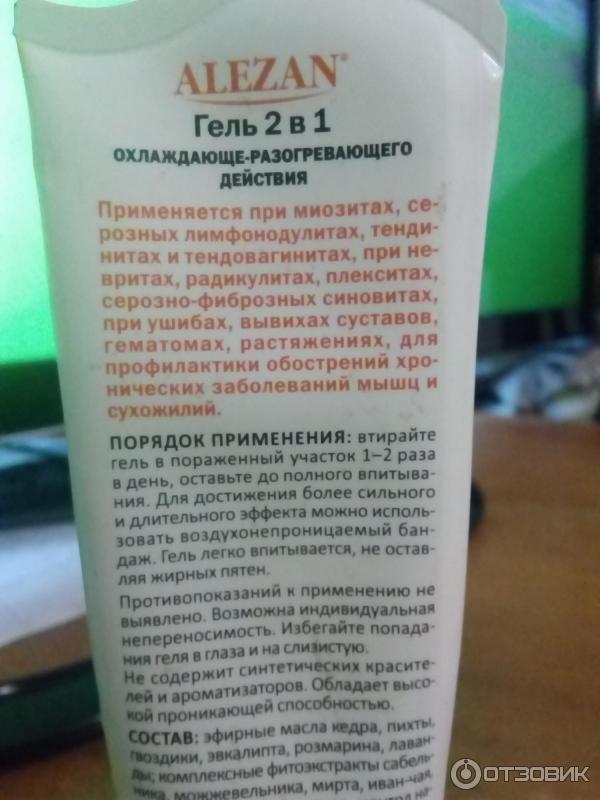 ALEZAN®
Гель 2 в 1
ОХЛАЖДАЮЩЕ-РАЗОГРЕВАЮЩЕГО
ДЕЙСТВИЯ
Применяется при миозитах, се-
розных лимфонодулитах, тенди-
нитах и тендовагинитах, при не-
вритах, радикулитах, плекситах,
серозно-фиброзных синовитах,
при ушибах, вывихах суставов,
гематомах, растяжениях, для
профилактики обострений хро-
нических заболеваний мышц и
сухожилий.
ПОРЯДОК ПРИМЕНЕНИЯ: втирайте
гель в пораженный участок 1–2 раза
в день, оставьте до полного впитыва-
ния. Для достижения более сильного
и длительного эффекта можно исполь-
зовать воздухонепроницаемый бан-
даж. Гель легко впитывается, не остав-
ляя жирных пятен.
Противопоказаний к применению не
выявлено. Возможна индивидуальная
непереносимость. Избегайте попада-
ния геля в глаза и на слизистую.
Не содержит синтетических красите-
лей и ароматизаторов. Обладает высо-
кой проникающей способностью.
СОСТАВ: эфирные масла кедра, пихты,
гвоздики, эвкалипта, розмарина, лаван-
ды; комплексные фитоэкстракты сабель-
ника, можжевельника, мирта, иван-чая,
ОТЗОВИК